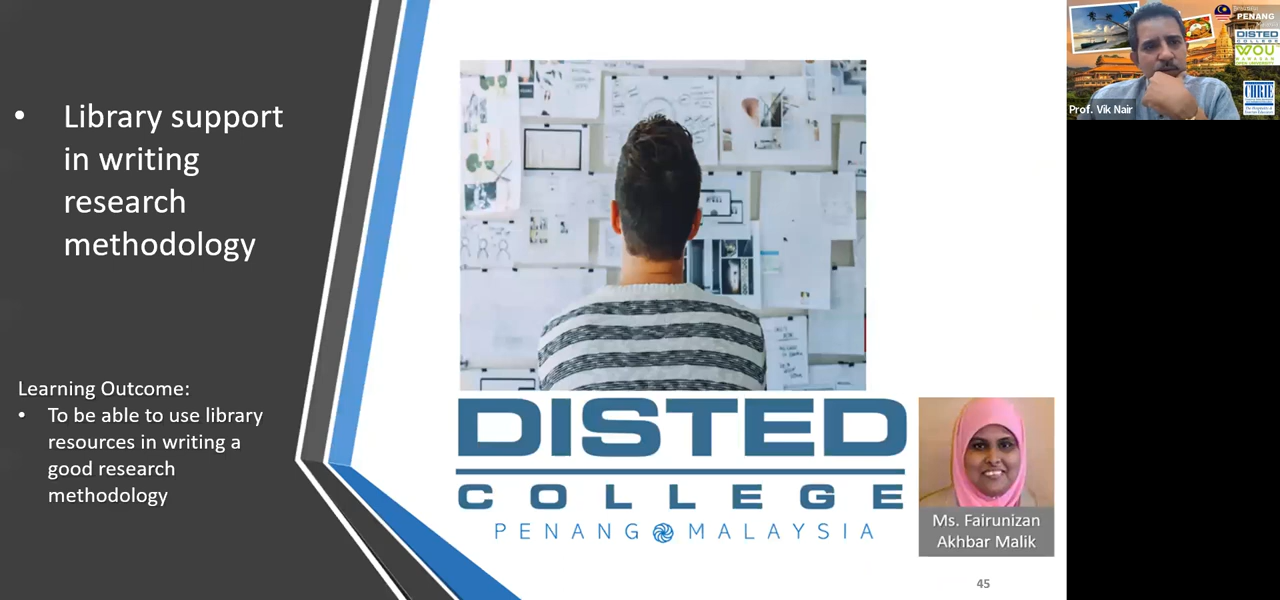 • Library support
in writing
research
methodology
Learning Outcome:
• To be able to use library
resources in writing a
good research
methodology
DISTED
COLLEGE
PENANG MALAYSIA
Ms. Fairunizan
Akhbar Malik
45
PENANG
DISTED
COLLEGE
WOU
CHRIE
Prof. Vik Nair